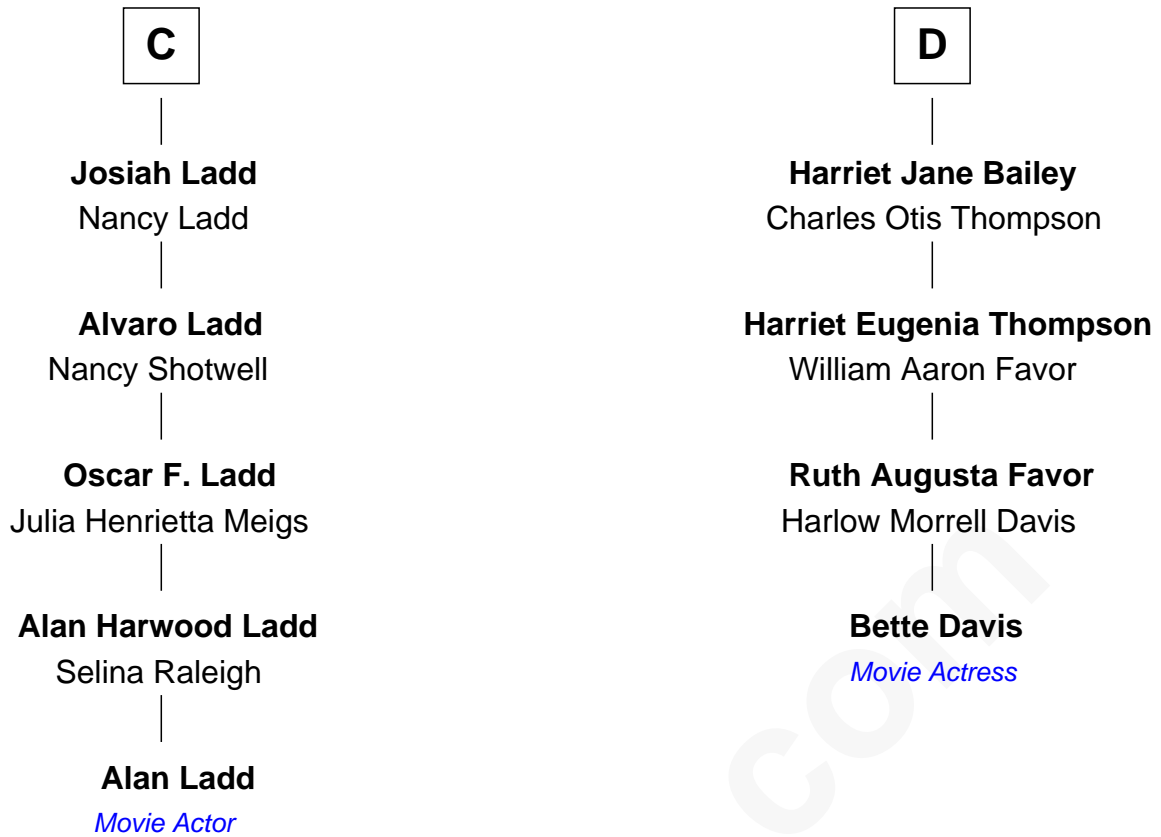 C
Josiah Ladd
Nancy Ladd
Alvaro Ladd
Nancy Shotwell
Oscar F. Ladd
Julia Henrietta Meigs
Alan Harwood Ladd
Selina Raleigh
Alan Ladd
Movie Actor
D
Harriet Jane Bailey
Charles Otis Thompson
Harriet Eugenia Thompson
William Aaron Favor
Ruth Augusta Favor
Harlow Morrell Davis
Bette Davis
Movie Actress
com